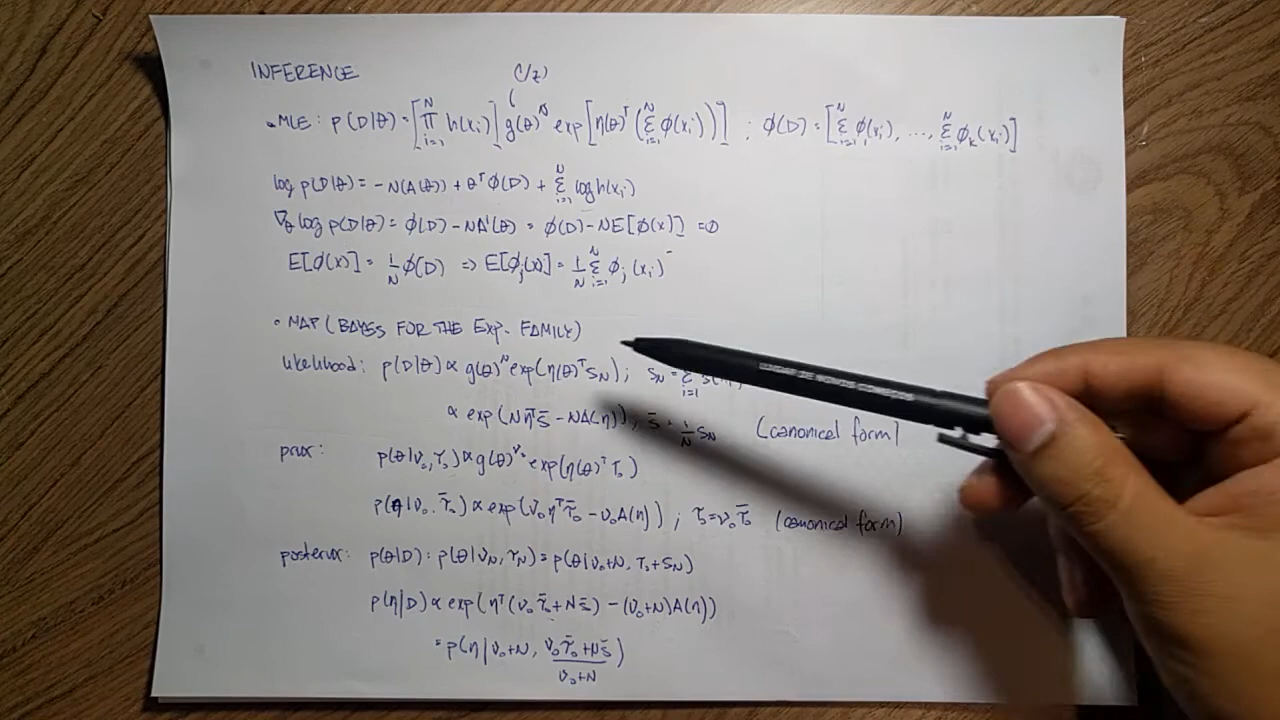 INFERENCE
(1/z)
• MLE: p(D|θ) = [∏_{i=1}^N h(x_i)] g(θ)^N exp[η(θ)^T (Σ_{i=1}^N φ(x_i))] ; φ(D) = [Σ_{i=1}^N φ_1(x_i), ..., Σ_{i=1}^N φ_k(x_i)]
log p(D|θ) = -N(A(θ)) + θ^T φ(D) + Σ_{i=1}^N log h(x_i)
∇_θ log p(D|θ) = φ(D) - NA'(θ) = φ(D) - NE[φ(x)] = 0
E[φ(x)] = 1/N φ(D) => E[φ_j(x)] = 1/N Σ_{i=1}^N φ_j(x_i)
• MAP (BAYES FOR THE EXP. FAMILY)
likelihood: p(D|θ) ∝ g(θ)^N exp(η(θ)^T S_N); S_N = Σ_{i=1}
∝ exp(N η^T s̄ - NA(η)), s̄ = 1/N S_N (canonical form)
prior: p(θ|ν_0, τ_0) ∝ g(θ)^{ν_0} exp(η(θ)^T τ_0)
p(η|ν_0, τ̄_0) ∝ exp(ν_0 η^T τ̄_0 - ν_0 A(η)) ; τ_0 = ν_0 τ̄_0 (canonical form)
posterior: p(θ|D) = p(θ|ν_N, τ_N) = p(θ|ν_0+N, τ_0+S_N)
p(η|D) ∝ exp(η^T(ν_0 τ̄_0 + N s̄) - (ν_0+N)A(η))
= p(η | ν_0+N, (ν_0 τ̄_0 + N s̄)/(ν_0+N))